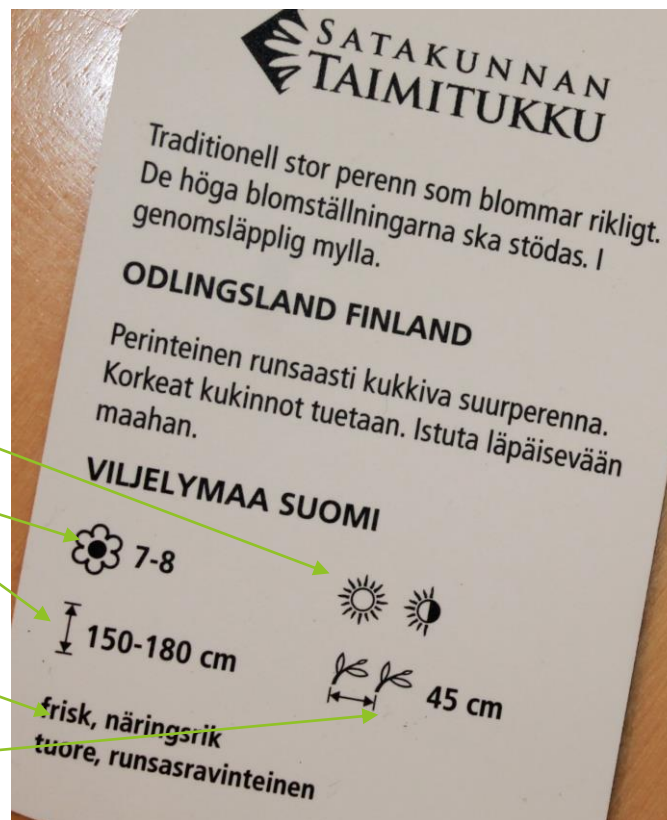 SATAKUNNAN
TAIMITUKKU
Traditionell stor perenn som blommar rikligt.
De höga blomställningarna ska stödas. I
genomsläpplig mylla.
ODLINGSLAND FINLAND
Perinteinen runsaasti kukkiva suurperenna.
Korkeat kukinnot tuetaan. Istuta läpäisevään
maahan.
VILJELYMAA SUOMI
7-8
150-180 cm
45 cm
frisk, näringsrik
tuore, runsasravinteinen